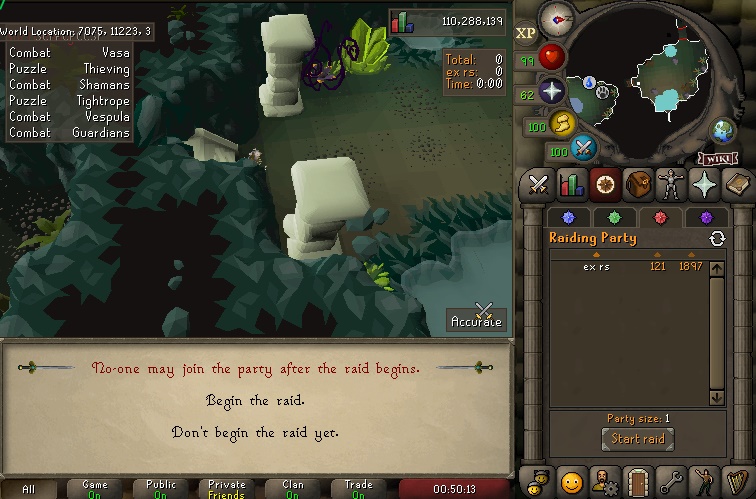 World Location: 7075, 11223, 3
Combat Vasa
Puzzle Thieving
Combat Shamans
Puzzle Tightrope
Combat Vespula
Combat Guardians
110,288,139
Total: 0
ex rs: 0
Time: 0:00
XP
99
62
100
100
WIKI
Accurate
Raiding Party
ex rs 121 1897
Party size: 1
Start raid
No-one may join the party after the raid begins.
Begin the raid.
Don't begin the raid yet.
All
Game
On
Public
On
Private
Friends
Clan
On
Trade
On
00:50:13